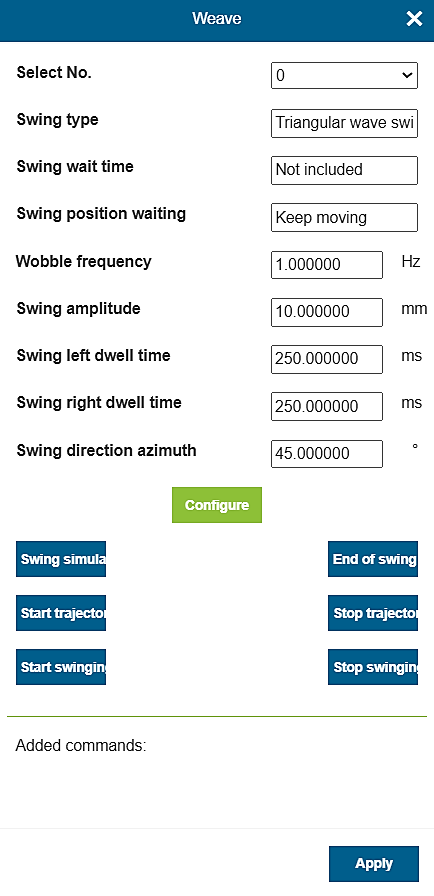 Weave
Select No. 0
Swing type Triangular wave swi
Swing wait time Not included
Swing position waiting Keep moving
Wobble frequency 1.000000 Hz
Swing amplitude 10.000000 mm
Swing left dwell time 250.000000 ms
Swing right dwell time 250.000000 ms
Swing direction azimuth 45.000000 °
Configure
Swing simula End of swing
Start trajector Stop trajector
Start swingin Stop swinging
Added commands:
Apply